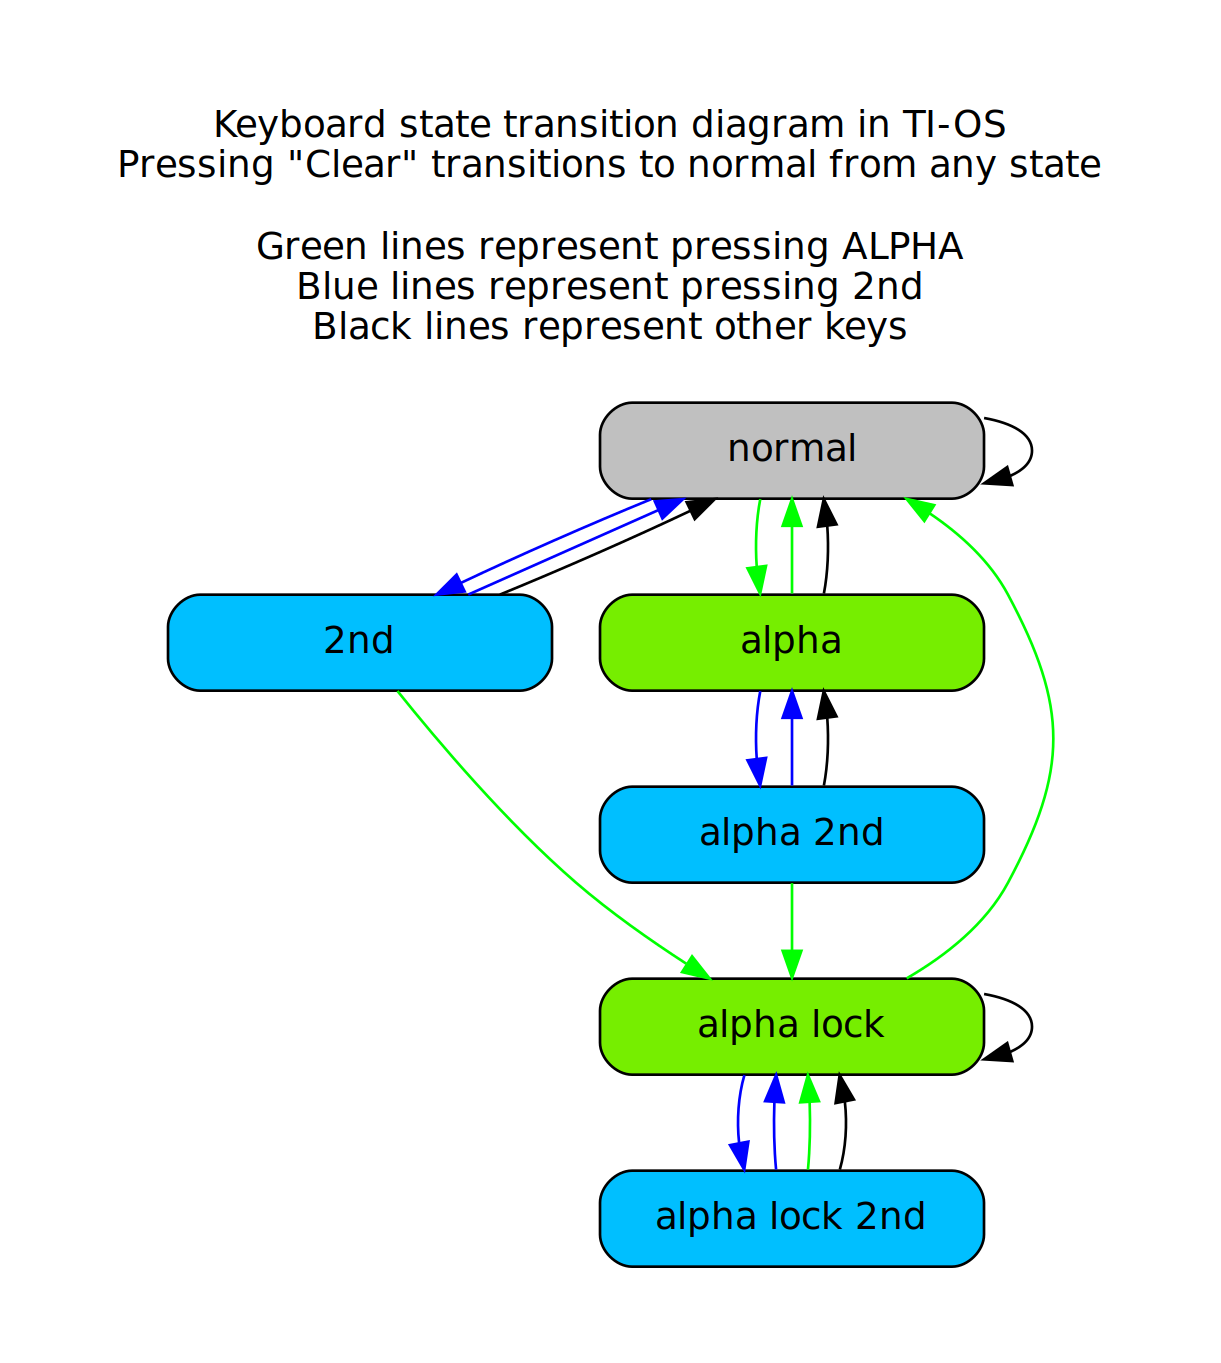 Keyboard state transition diagram in TI-OS
Pressing "Clear" transitions to normal from any state
Green lines represent pressing ALPHA
Blue lines represent pressing 2nd
Black lines represent other keys
normal
2nd
alpha
alpha 2nd
alpha lock
alpha lock 2nd